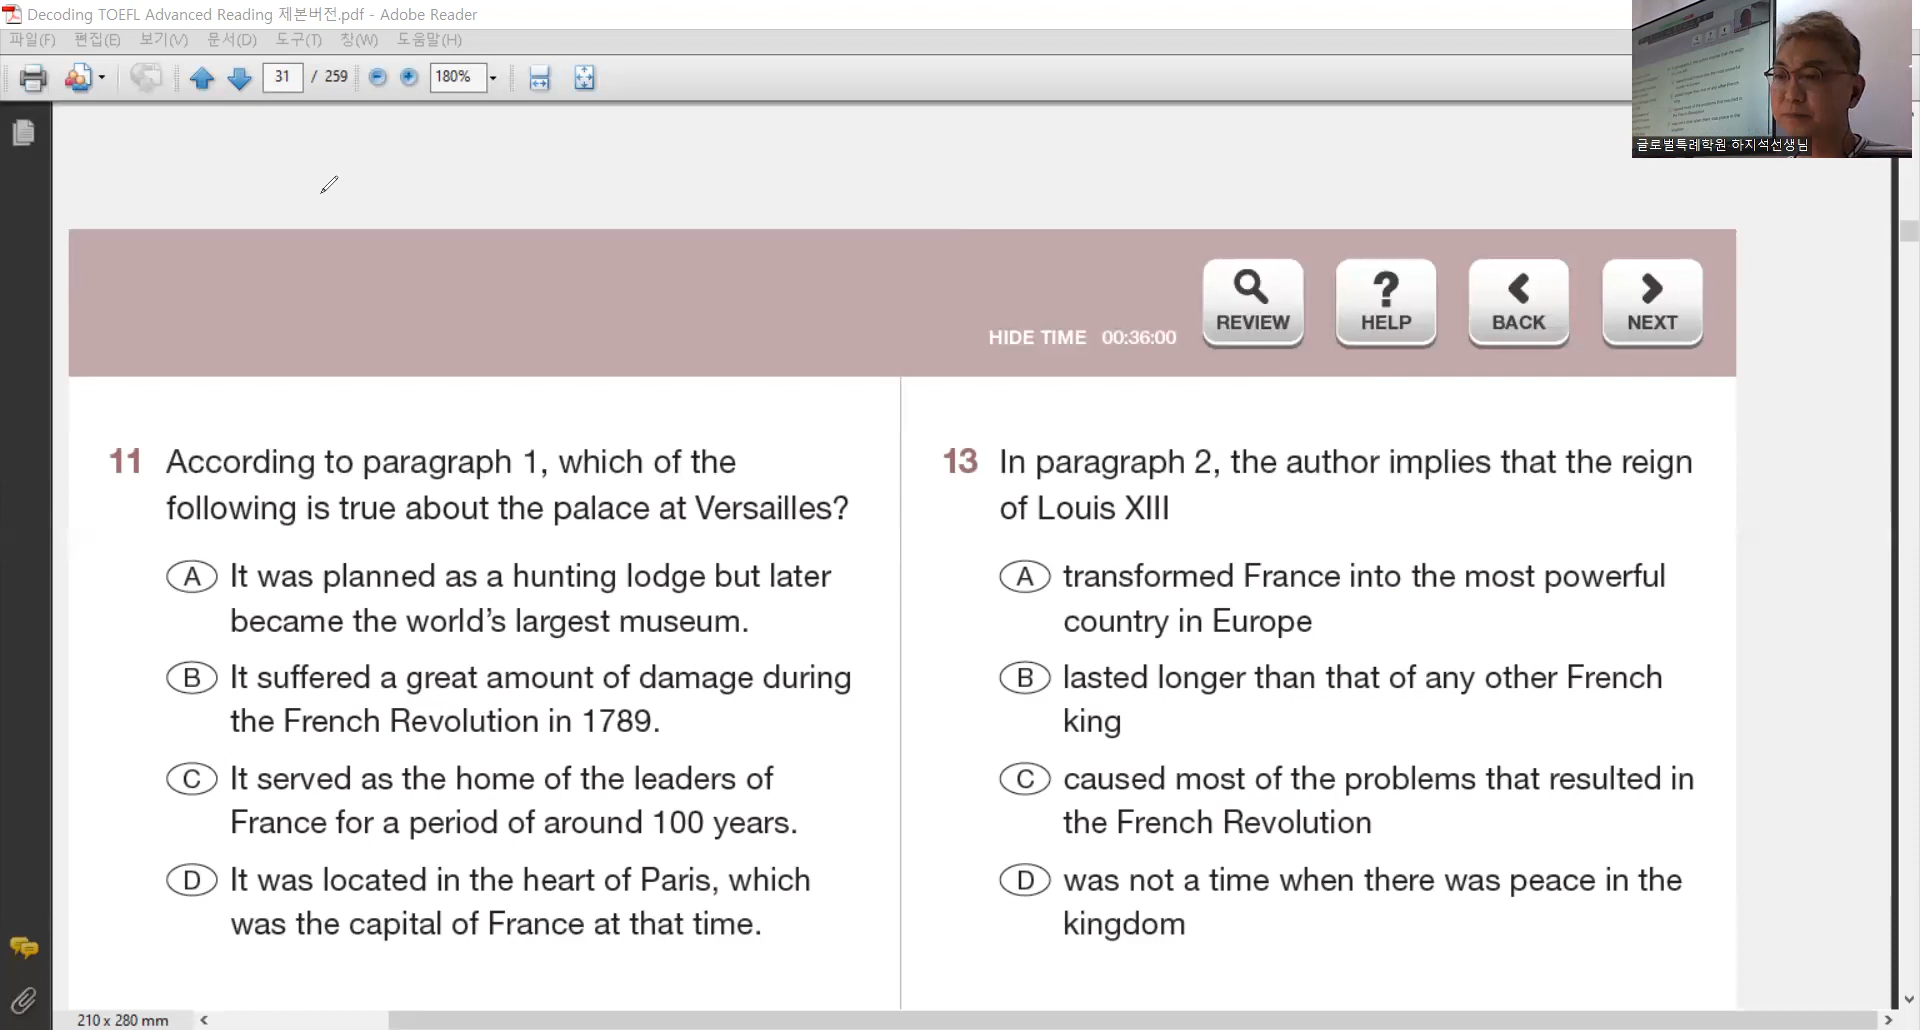 Decoding TOEFL Advanced Reading 제본버전.pdf - Adobe Reader
파일(F) 편집(E) 보기(V) 문서(D) 도구(T) 창(W) 도움말(H)
31 / 259 180%
글로벌특례학원 하지석선생님
HIDE TIME 00:36:00
REVIEW HELP BACK NEXT
11 According to paragraph 1, which of the
following is true about the palace at Versailles?
A It was planned as a hunting lodge but later
became the world's largest museum.
B It suffered a great amount of damage during
the French Revolution in 1789.
C It served as the home of the leaders of
France for a period of around 100 years.
D It was located in the heart of Paris, which
was the capital of France at that time.
13 In paragraph 2, the author implies that the reign
of Louis XIII
A transformed France into the most powerful
country in Europe
B lasted longer than that of any other French
king
C caused most of the problems that resulted in
the French Revolution
D was not a time when there was peace in the
kingdom
210 x 280 mm